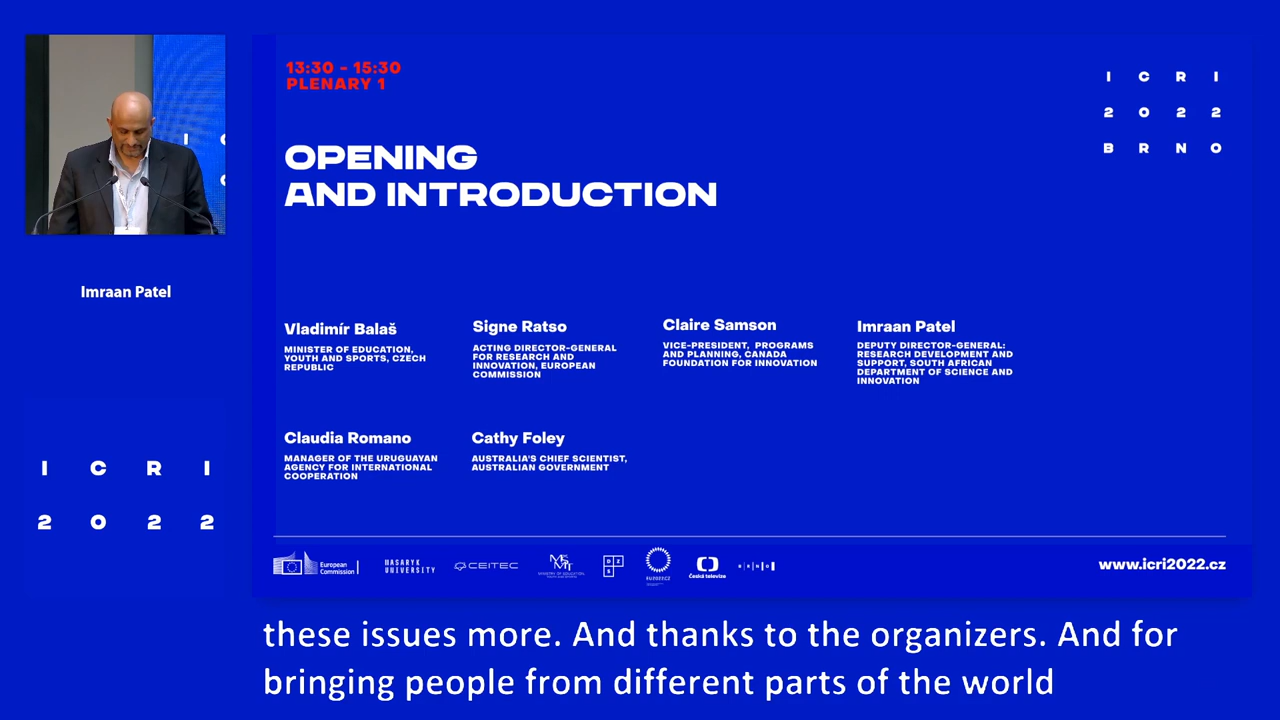 13:30 - 15:30
PLENARY 1
I C R I
2 0 2 2
B R N O
OPENING
AND INTRODUCTION
Imraan Patel
Vladimír Balaš
MINISTER OF EDUCATION,
YOUTH AND SPORTS, CZECH
REPUBLIC
Signe Ratso
ACTING DIRECTOR-GENERAL
FOR RESEARCH AND
INNOVATION, EUROPEAN
COMMISSION
Claire Samson
VICE-PRESIDENT, PROGRAMS
AND PLANNING, CANADA
FOUNDATION FOR INNOVATION
Imraan Patel
DEPUTY DIRECTOR-GENERAL:
RESEARCH DEVELOPMENT AND
SUPPORT, SOUTH AFRICAN
DEPARTMENT OF SCIENCE AND
INNOVATION
Claudia Romano
MANAGER OF THE URUGUAYAN
AGENCY FOR INTERNATIONAL
COOPERATION
Cathy Foley
AUSTRALIA'S CHIEF SCIENTIST,
AUSTRALIAN GOVERNMENT
I C R I
2 0 2 2
European
Commission
MASARYK
UNIVERSITY
CEITEC
Česká televize
B R N O
www.icri2022.cz
these issues more. And thanks to the organizers. And for
bringing people from different parts of the world